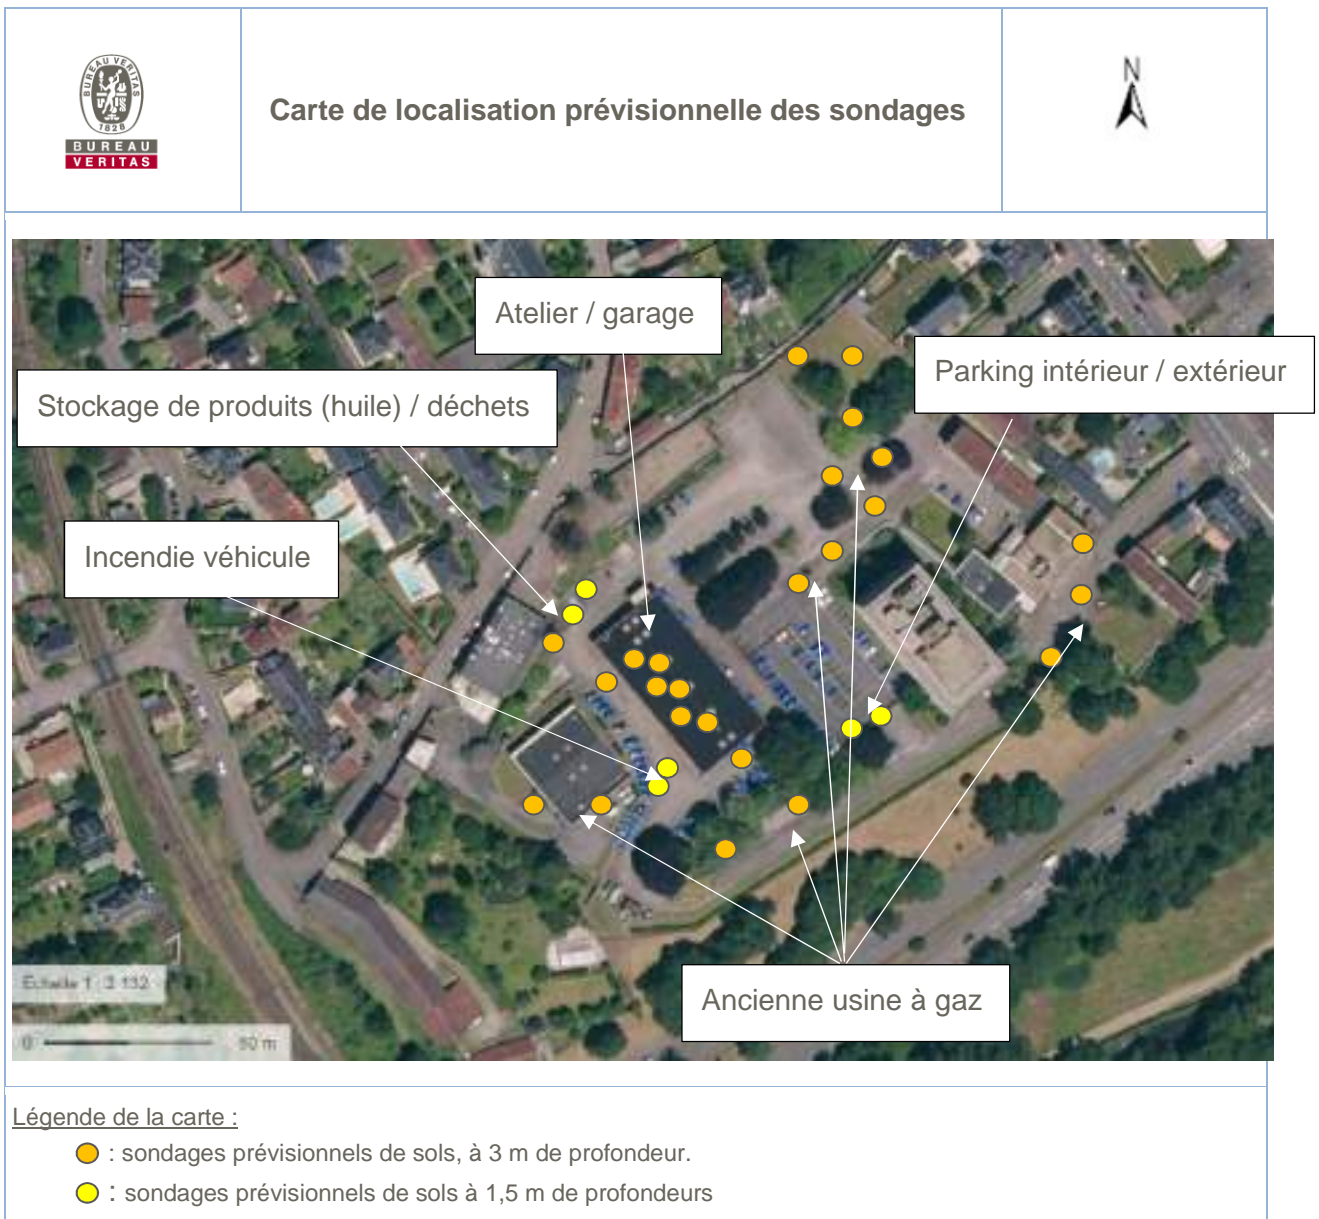 BUREAU VERITAS
1828
BUREAU
VERITAS
Carte de localisation prévisionnelle des sondages
N
Atelier / garage
Parking intérieur / extérieur
Stockage de produits (huile) / déchets
Incendie véhicule
Ancienne usine à gaz
Echelle 1 : 2 132
0 50 m
Légende de la carte :
: sondages prévisionnels de sols, à 3 m de profondeur.
: sondages prévisionnels de sols à 1,5 m de profondeurs